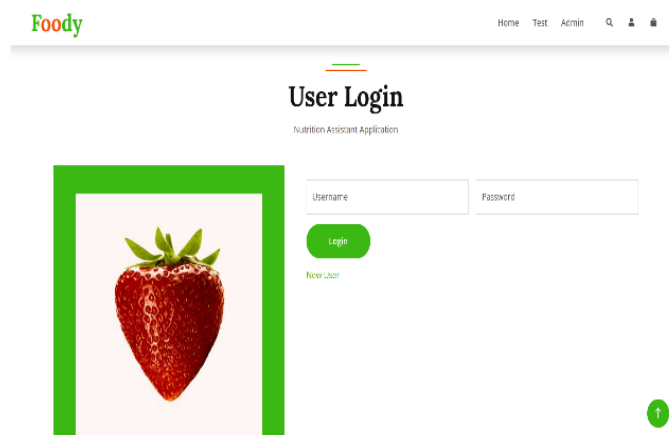 Foody
Home Test Admin
User Login
Nutrition Assistant Application
Username Password
Login
New User